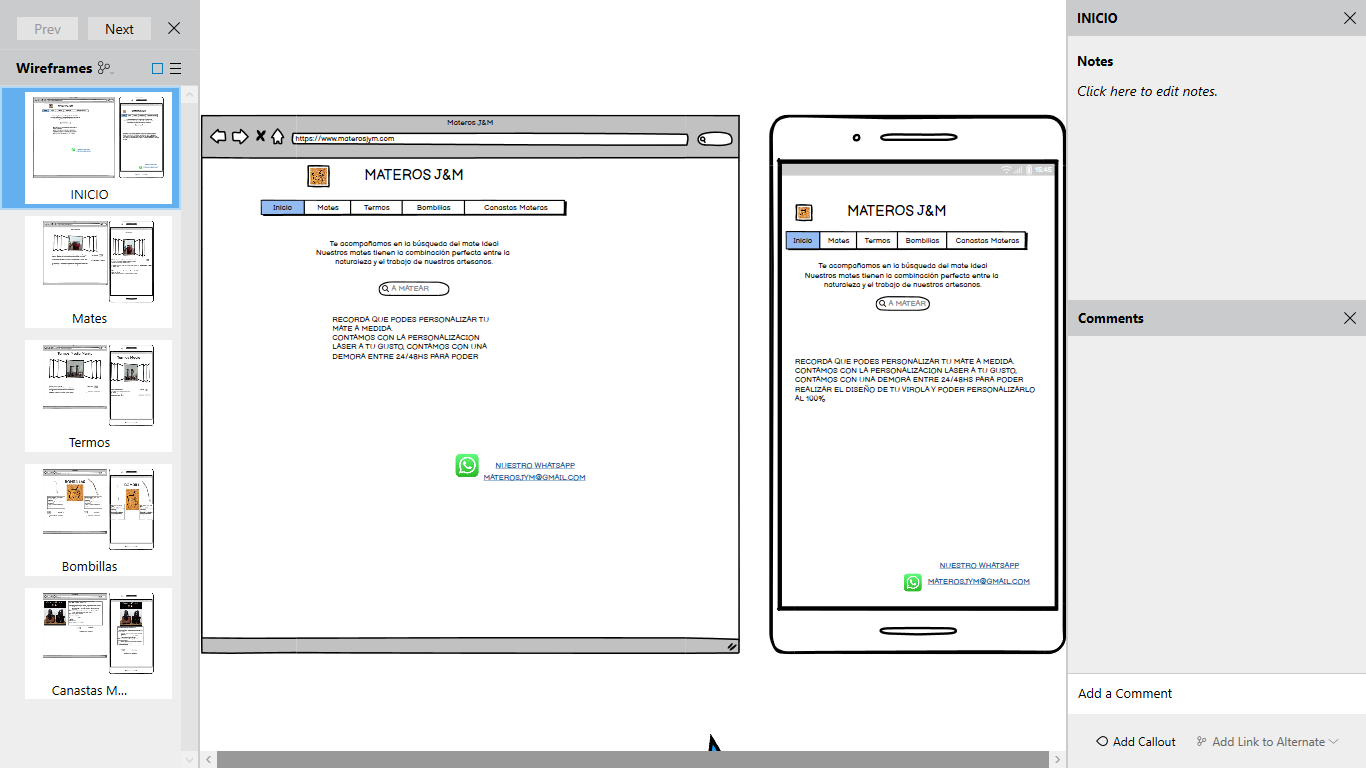 Prev
Next
Wireframes
INICIO
Mates
Termos
Bombillas
Canastas M...
Materos J&M
https://www.materosjym.com
MATEROS J&M
Inicio
Mates
Termos
Bombillas
Canastas Materas
Te acompañamos en la búsqueda del mate ideal
Nuestros mates tienen la combinación perfecta entre la
naturaleza y el trabajo de nuestros artesanos.
A MATEAR
RECORDA QUE PODES PERSONALIZAR TU
MATE A MEDIDA.
CONTAMOS CON LA PERSONALIZACION
LASER A TU GUSTO, CONTAMOS CON UNA
DEMORA ENTRE 24/48HS PARA PODER
NUESTRO WHATSAPP
MATEROSJYM@GMAIL.COM
15:45
MATEROS J&M
Inicio
Mates
Termos
Bombillas
Canastas Materas
Te acompañamos en la búsqueda del mate ideal
Nuestros mates tienen la combinación perfecta entre la
naturaleza y el trabajo de nuestros artesanos.
A MATEAR
RECORDA QUE PODES PERSONALIZAR TU MATE A MEDIDA.
CONTAMOS CON LA PERSONALIZACION LASER A TU GUSTO,
CONTAMOS CON UNA DEMORA ENTRE 24/48HS PARA PODER
REALIZAR EL DISEÑO DE TU VIROLA Y PODER PERSONALIZARLO
AL 100%
NUESTRO WHATSAPP
MATEROSJYM@GMAIL.COM
INICIO
Notes
Click here to edit notes.
Comments
Add a Comment
Add Callout
Add Link to Alternate